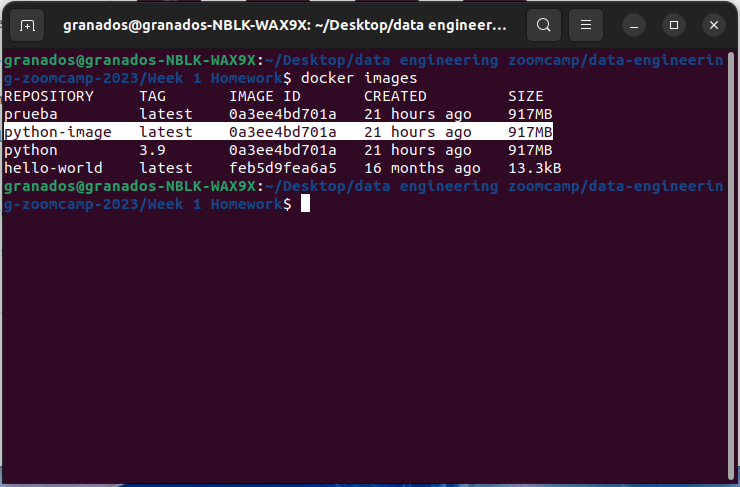 granados@granados-NBLK-WAX9X: ~/Desktop/data engineer...
granados@granados-NBLK-WAX9X:~/Desktop/data engineering zoomcamp/data-engineerin
g-zoomcamp-2023/Week 1 Homework$ docker images
REPOSITORY TAG IMAGE ID CREATED SIZE
prueba latest 0a3ee4bd701a 21 hours ago 917MB
python-image latest 0a3ee4bd701a 21 hours ago 917MB
python 3.9 0a3ee4bd701a 21 hours ago 917MB
hello-world latest feb5d9fea6a5 16 months ago 13.3kB
granados@granados-NBLK-WAX9X:~/Desktop/data engineering zoomcamp/data-engineerin
g-zoomcamp-2023/Week 1 Homework$